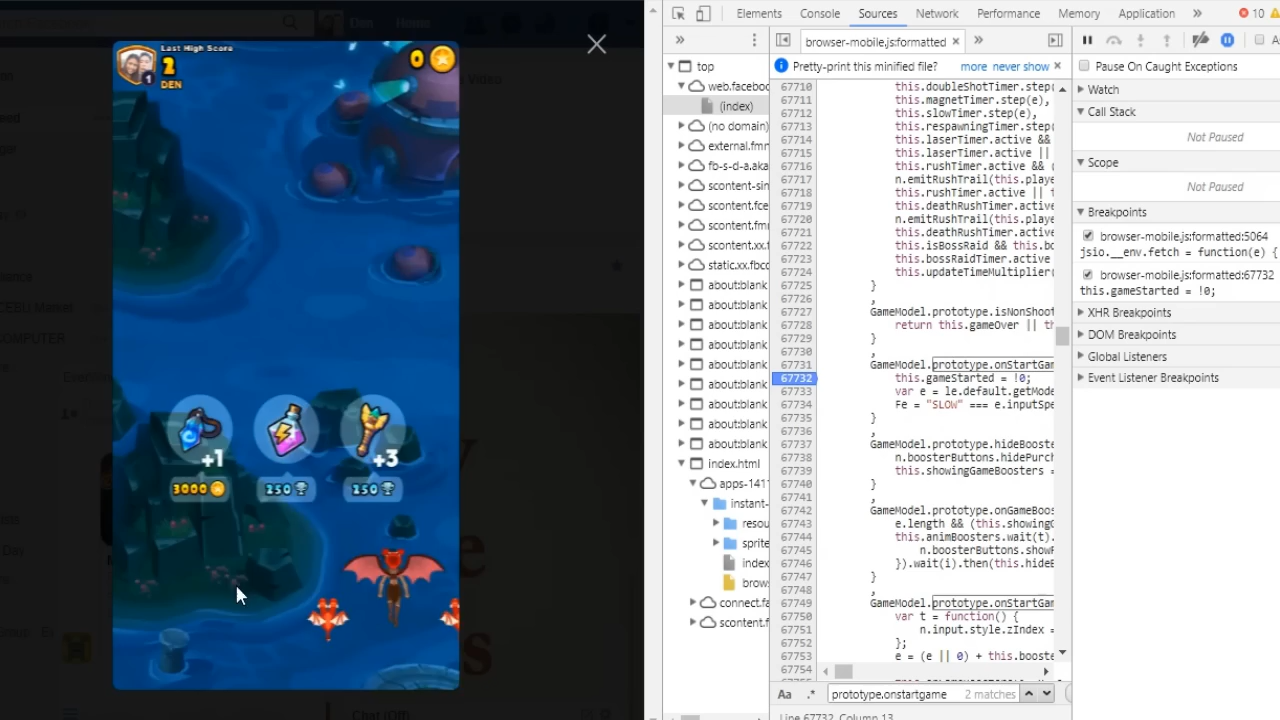 Den
Home
Video
Last High Score
2
DEN
1
0
+1
+3
3000
250
250
Chat (Off)
Elements
Console
Sources
Network
Performance
Memory
Application
10
browser-mobile.js:formatted
Pretty-print this minified file?
more
never show
top
web.faceboo
(index)
(no domain)
external.fmn
fb-s-d-a.aka
scontent-sin
scontent.fce
scontent.fmn
scontent.xx.f
static.xx.fbcd
about:blank
about:blank
about:blank
about:blank
about:blank
about:blank
about:blank
about:blank
about:blank
index.html
apps-1417
instant-
resou
sprite
index
brow
connect.fa
scontent.f
67710 this.doubleShotTimer.step(
67711 this.magnetTimer.step(e),
67712 this.slowTimer.step(e),
67713 this.respawningTimer.step(
67714 this.laserTimer.active &&
67715 this.laserTimer.active ||
67716 this.rushTimer.active && (
67717 n.emitRushTrail(this.playe
67718 this.rushTimer.active || t
67719 this.deathRushTimer.active
67720 n.emitRushTrail(this.playe
67721 this.deathRushTimer.active
67722 this.isBossRaid && this.bo
67723 this.bossRaidTimer.active
67724 this.updateTimeMultiplier(
67725 }
67726 ,
67727 GameModel.prototype.isNonShoot
67728 return this.gameOver || th
67729 }
67730 ,
67731 GameModel.prototype.onStartGam
67732 this.gameStarted = !0;
67733 var e = le.default.getMode
67734 Fe = "SLOW" === e.inputSpe
67735 }
67736 ,
67737 GameModel.prototype.hideBooste
67738 n.boosterButtons.hidePurch
67739 this.showingGameBoosters =
67740 }
67741 ,
67742 GameModel.prototype.onGameBoos
67743 e.length && (this.showingG
67744 this.animBoosters.wait(t).
67745 n.boosterButtons.showF
67746 }).wait(i).then(this.hideB
67747 }
67748 ,
67749 GameModel.prototype.onStartGam
67750 var t = function() {
67751 n.input.style.zIndex =
67752 };
67753 e = (e || 0) + this.booste
67754
Aa
.*
prototype.onstartgame
2 matches
Line 67732, Column 13
Pause On Caught Exceptions
Watch
Call Stack
Not Paused
Scope
Not Paused
Breakpoints
browser-mobile.js:formatted:5064
jsio.__env.fetch = function(e) {
browser-mobile.js:formatted:67732
this.gameStarted = !0;
XHR Breakpoints
DOM Breakpoints
Global Listeners
Event Listener Breakpoints